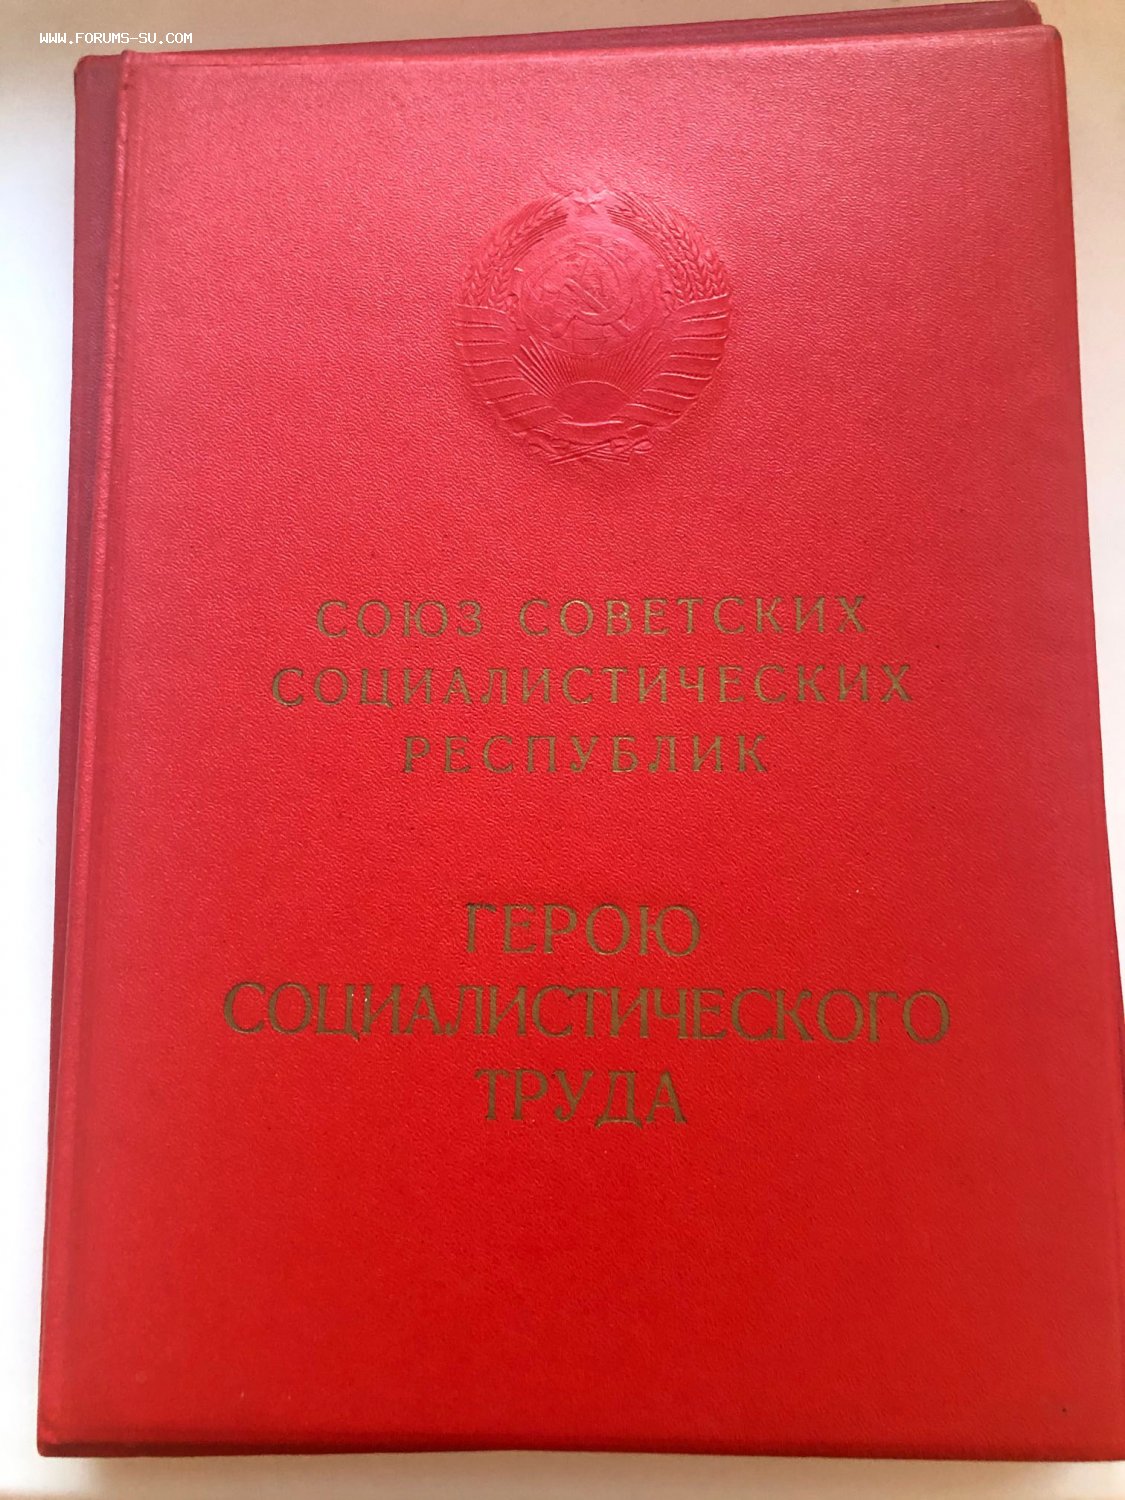 WWW.FORUMS-SU.COM
СОЮЗ СОВЕТСКИХ
СОЦИАЛИСТИЧЕСКИХ
РЕСПУБЛИК
ГЕРОЮ
СОЦИАЛИСТИЧЕСКОГО
ТРУДА